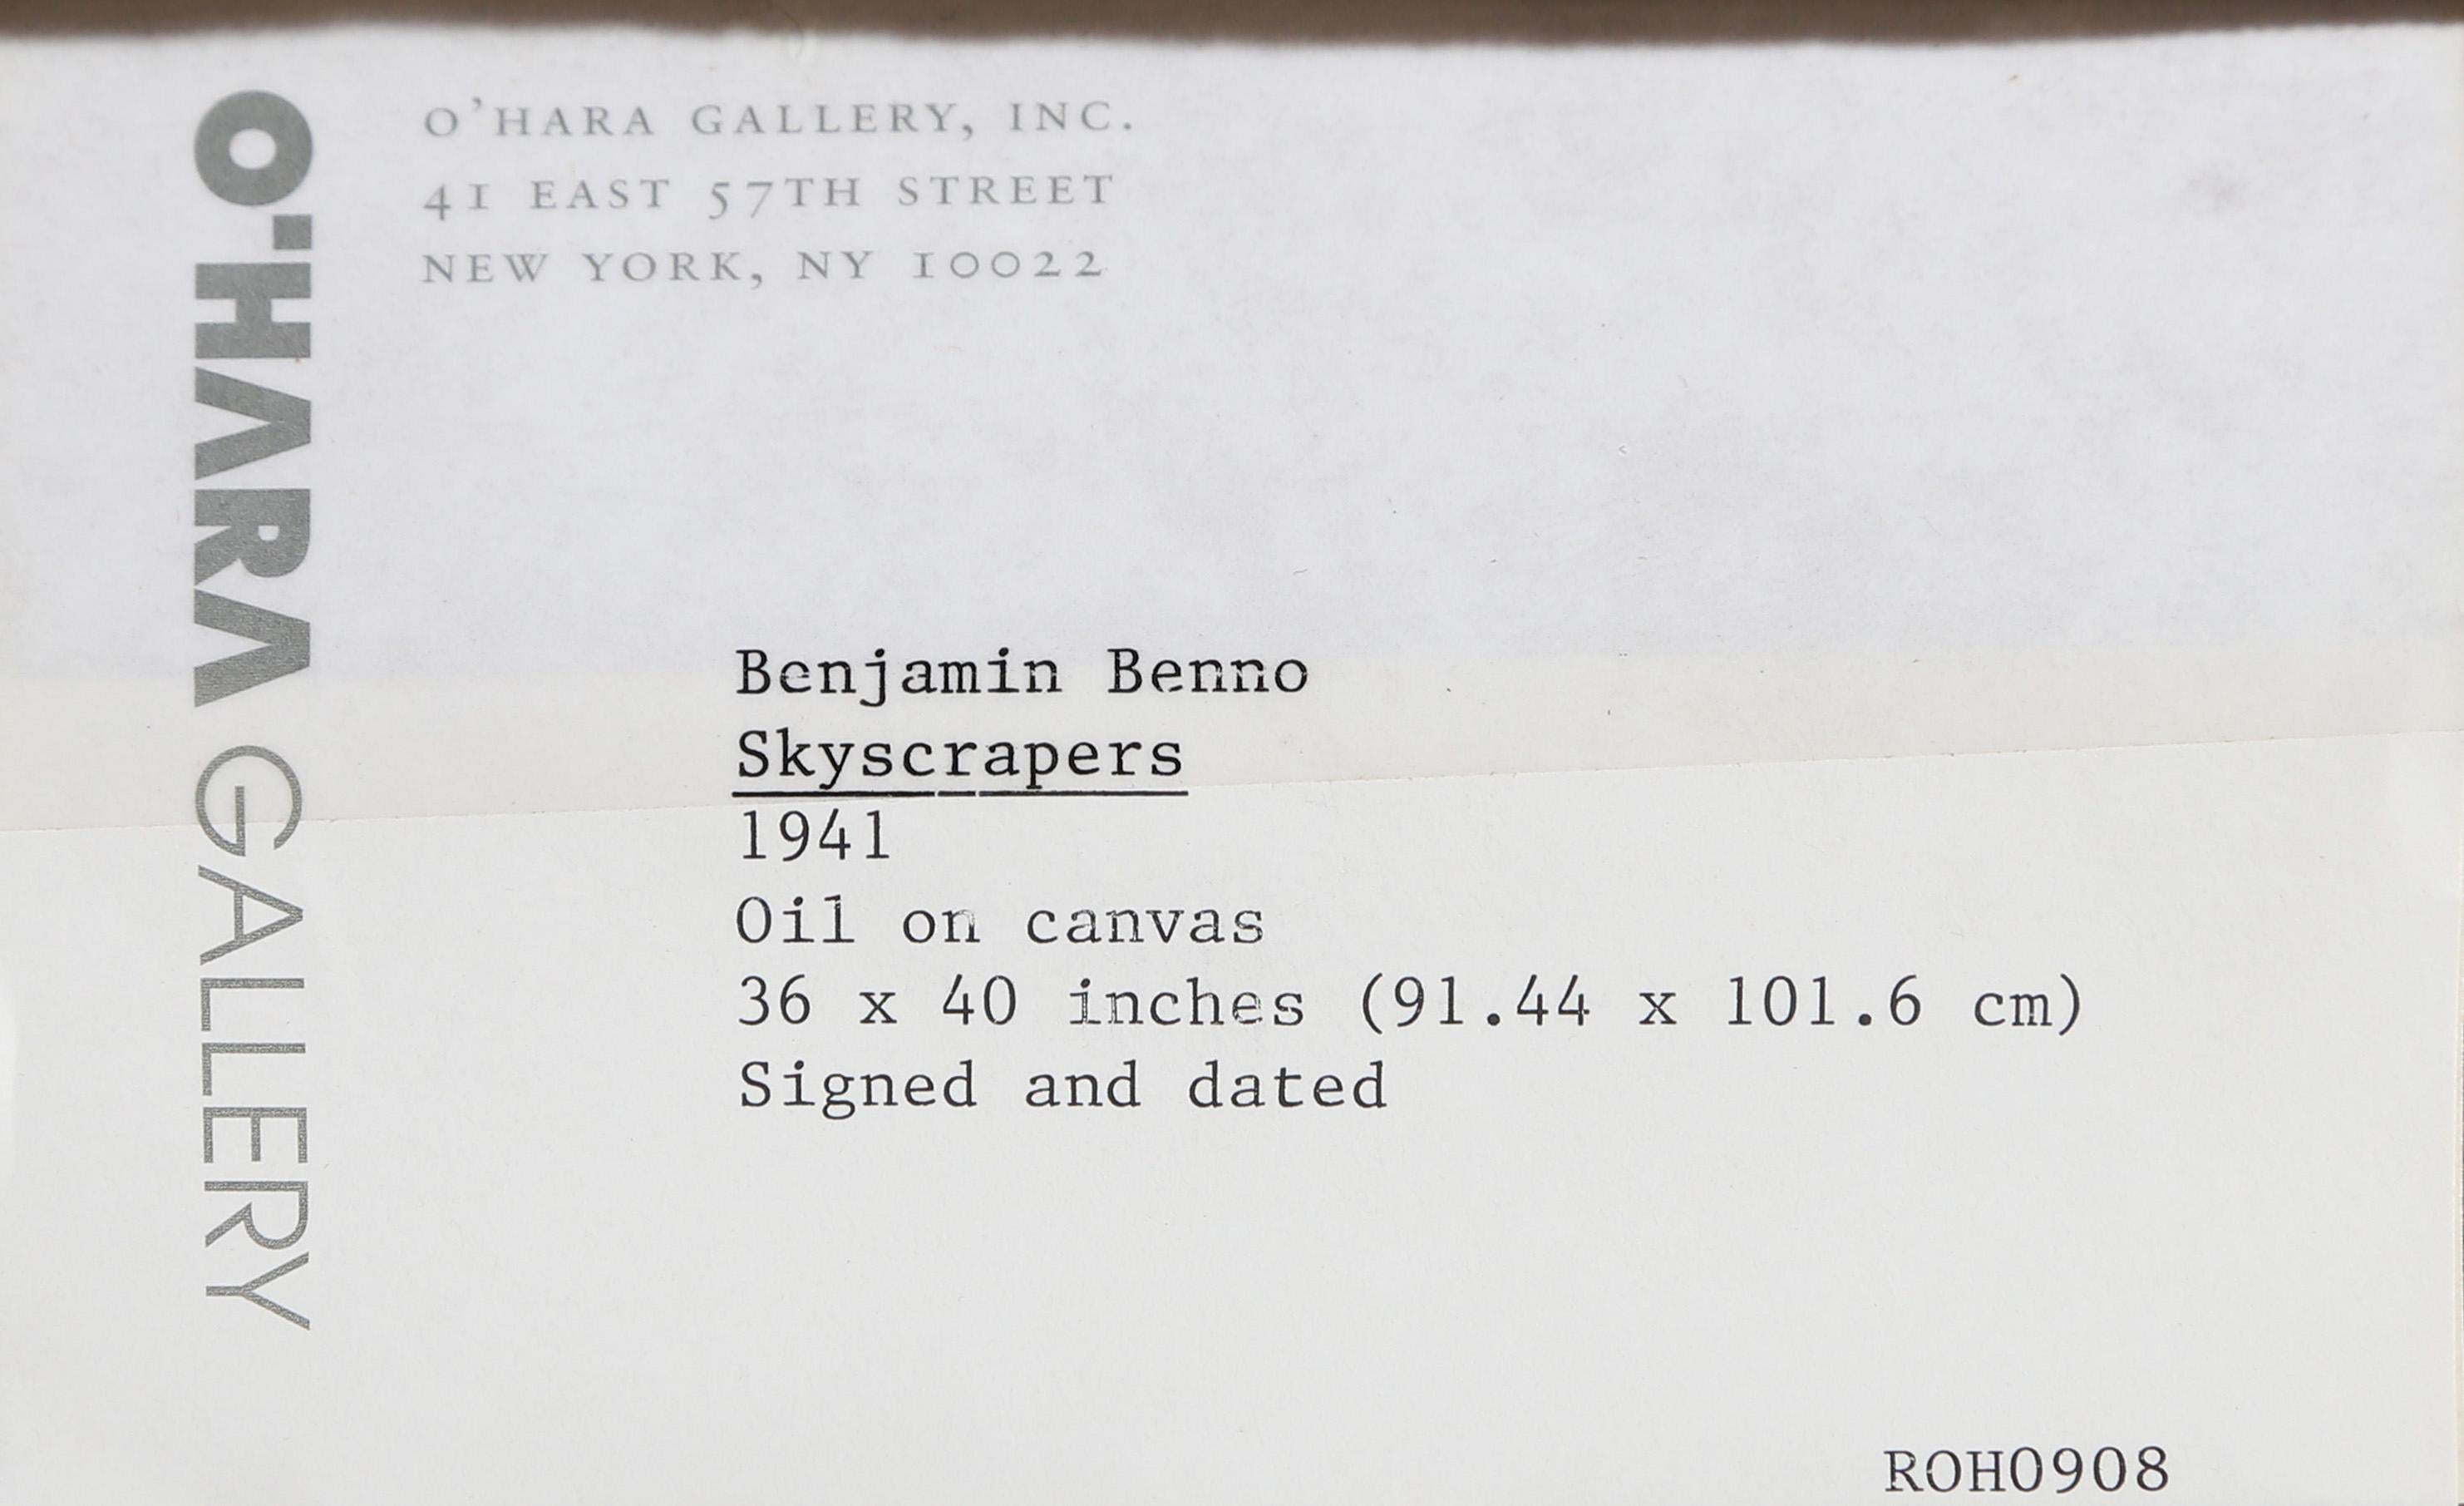 O'HARA GALLERY
O'HARA GALLERY, INC.
41 EAST 57TH STREET
NEW YORK, NY 10022
Benjamin Benno
Skyscrapers
1941
Oil on canvas
36 x 40 inches (91.44 x 101.6 cm)
Signed and dated
ROH0908